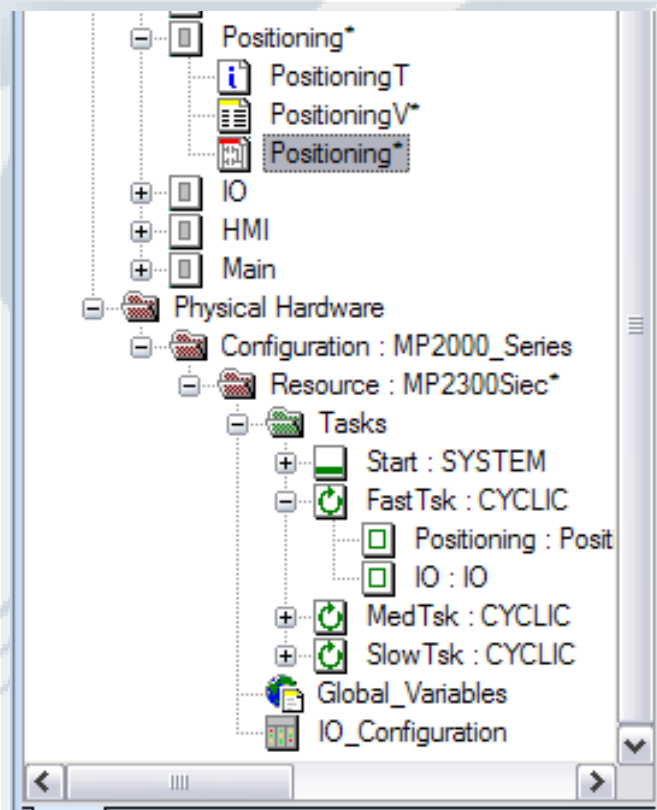 Positioning*
PositioningT
PositioningV*
Positioning*
IO
HMI
Main
Physical Hardware
Configuration : MP2000_Series
Resource : MP2300Siec*
Tasks
Start : SYSTEM
FastTsk : CYCLIC
Positioning : Posit
IO : IO
MedTsk : CYCLIC
SlowTsk : CYCLIC
Global_Variables
IO_Configuration